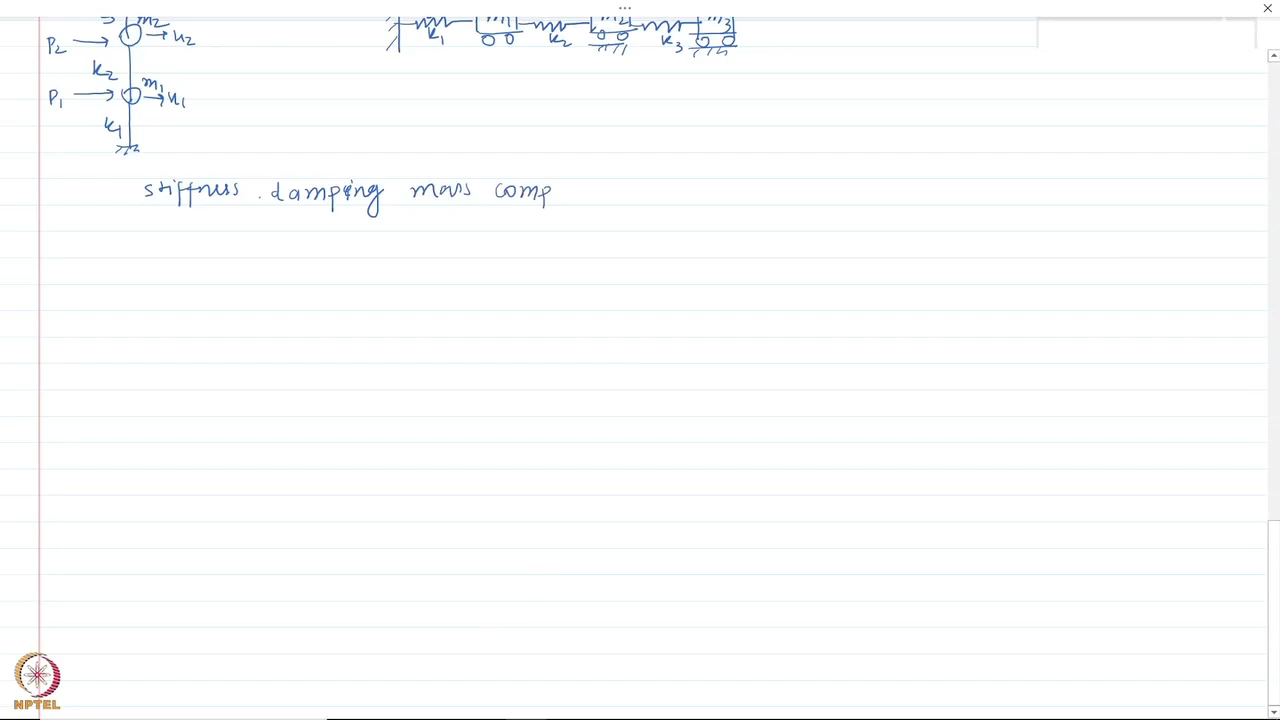 m2
P2 u2
k2
m1
P1 u1
k1
m1 m2 m3
k1 k2 k3
stiffness . damping mass comp
NPTEL